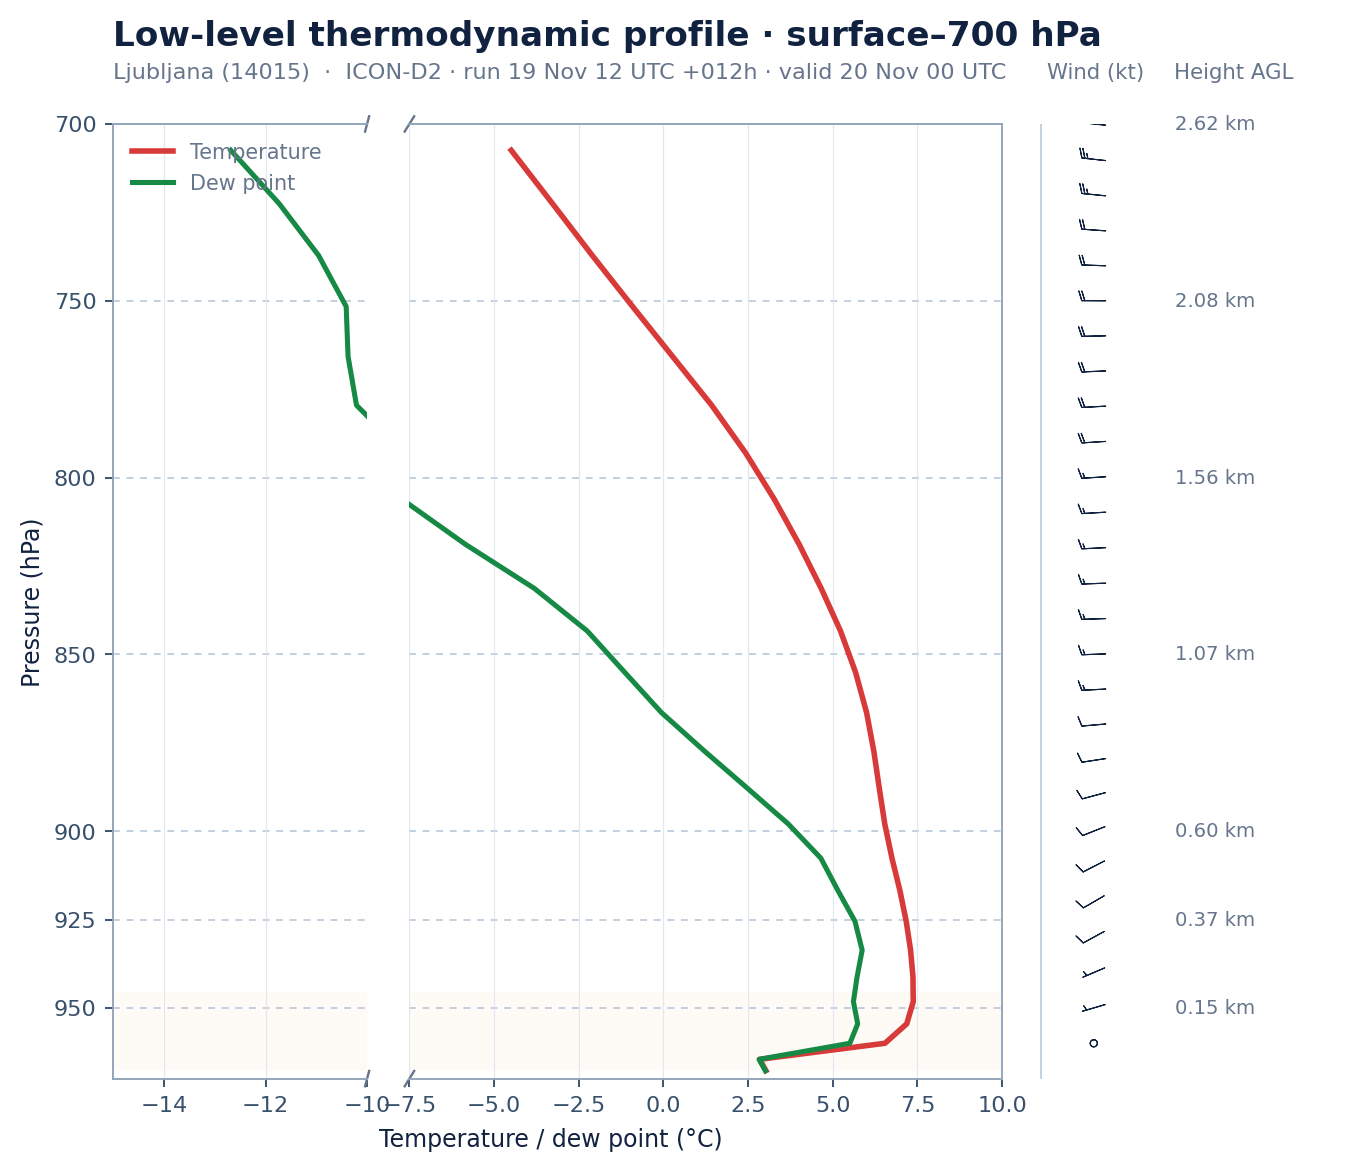 Low-level thermodynamic profile · surface–700 hPa
Ljubljana (14015)  ·  ICON-D2 · run 19 Nov 12 UTC +012h · valid 20 Nov 00 UTC
Wind (kt)
Height AGL
Temperature
Dew point
700
750
800
850
900
925
950
Pressure (hPa)
2.62 km
2.08 km
1.56 km
1.07 km
0.60 km
0.37 km
0.15 km
−14
−12
−10
−7.5
−5.0
−2.5
0.0
2.5
5.0
7.5
10.0
Temperature / dew point (°C)